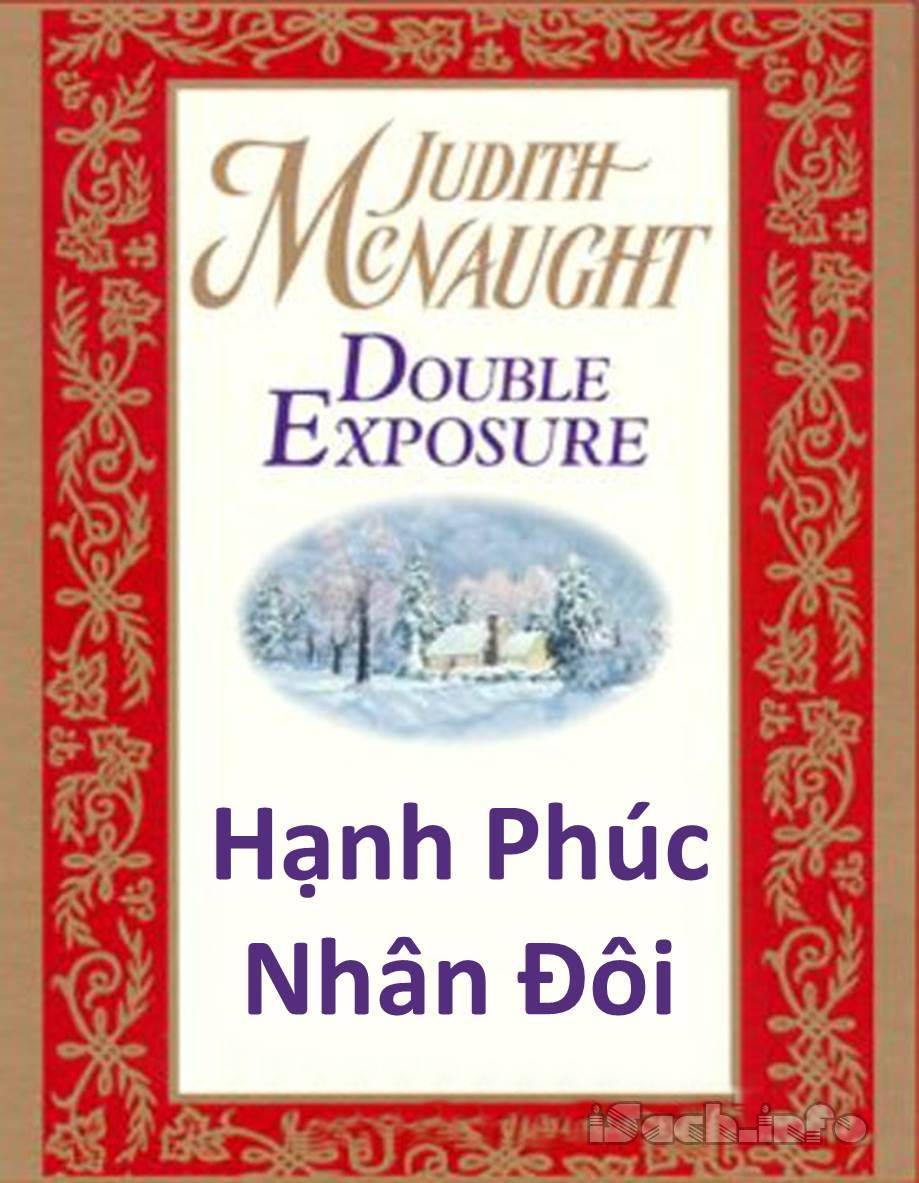 JUDITH
MCNAUGHT
DOUBLE
EXPOSURE
Hạnh Phúc
Nhân Đôi
iSach.info